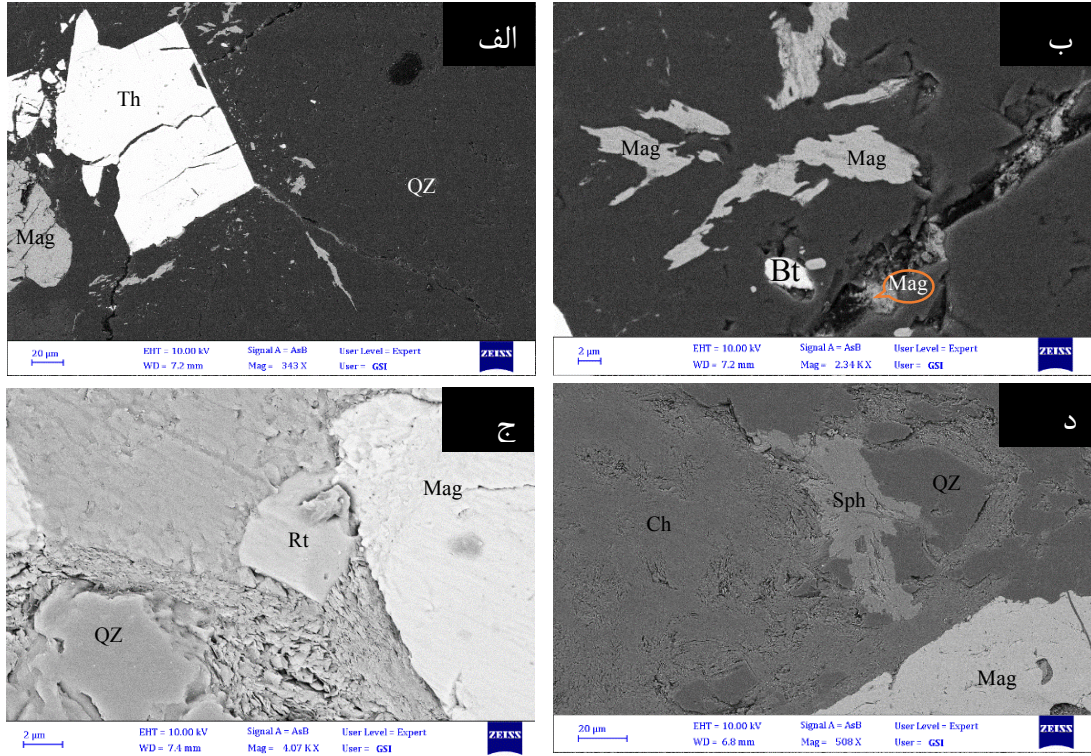 الف
Th
QZ
Mag
20 µm
EHT = 10.00 kV Signal A = AsB User Level = Expert
WD = 7.2 mm Mag = 343 X User = GSI
ZEISS
ب
Mag
Mag
Bt
Mag
2 µm
EHT = 10.00 kV Signal A = AsB User Level = Expert
WD = 7.2 mm Mag = 2.34 K X User = GSI
ZEISS
ج
Mag
Rt
QZ
2 µm
EHT = 10.00 kV Signal A = AsB User Level = Expert
WD = 7.4 mm Mag = 4.07 K X User = GSI
ZEISS
د
QZ
Sph
Ch
Mag
20 µm
EHT = 10.00 kV Signal A = AsB User Level = Expert
WD = 6.8 mm Mag = 508 X User = GSI
ZEISS